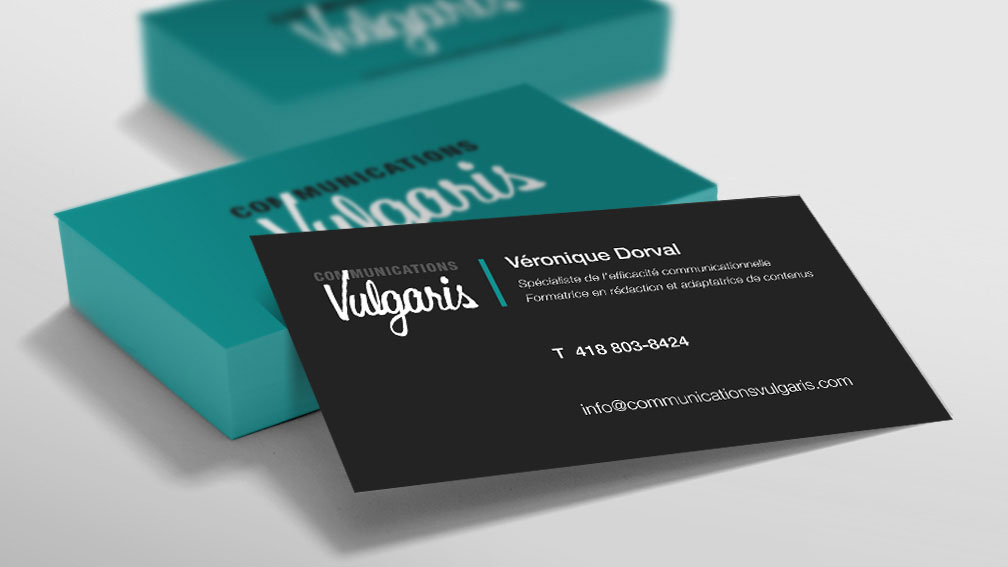 Vulgaris
COMMUNICATIONS
Vulgaris
COMMUNICATIONS
Vulgaris
Véronique Dorval
Spécialiste de l'efficacité communicationnelle
Formatrice en rédaction et adaptatrice de contenus
T 418 803-8424
info@communicationsvulgaris.com